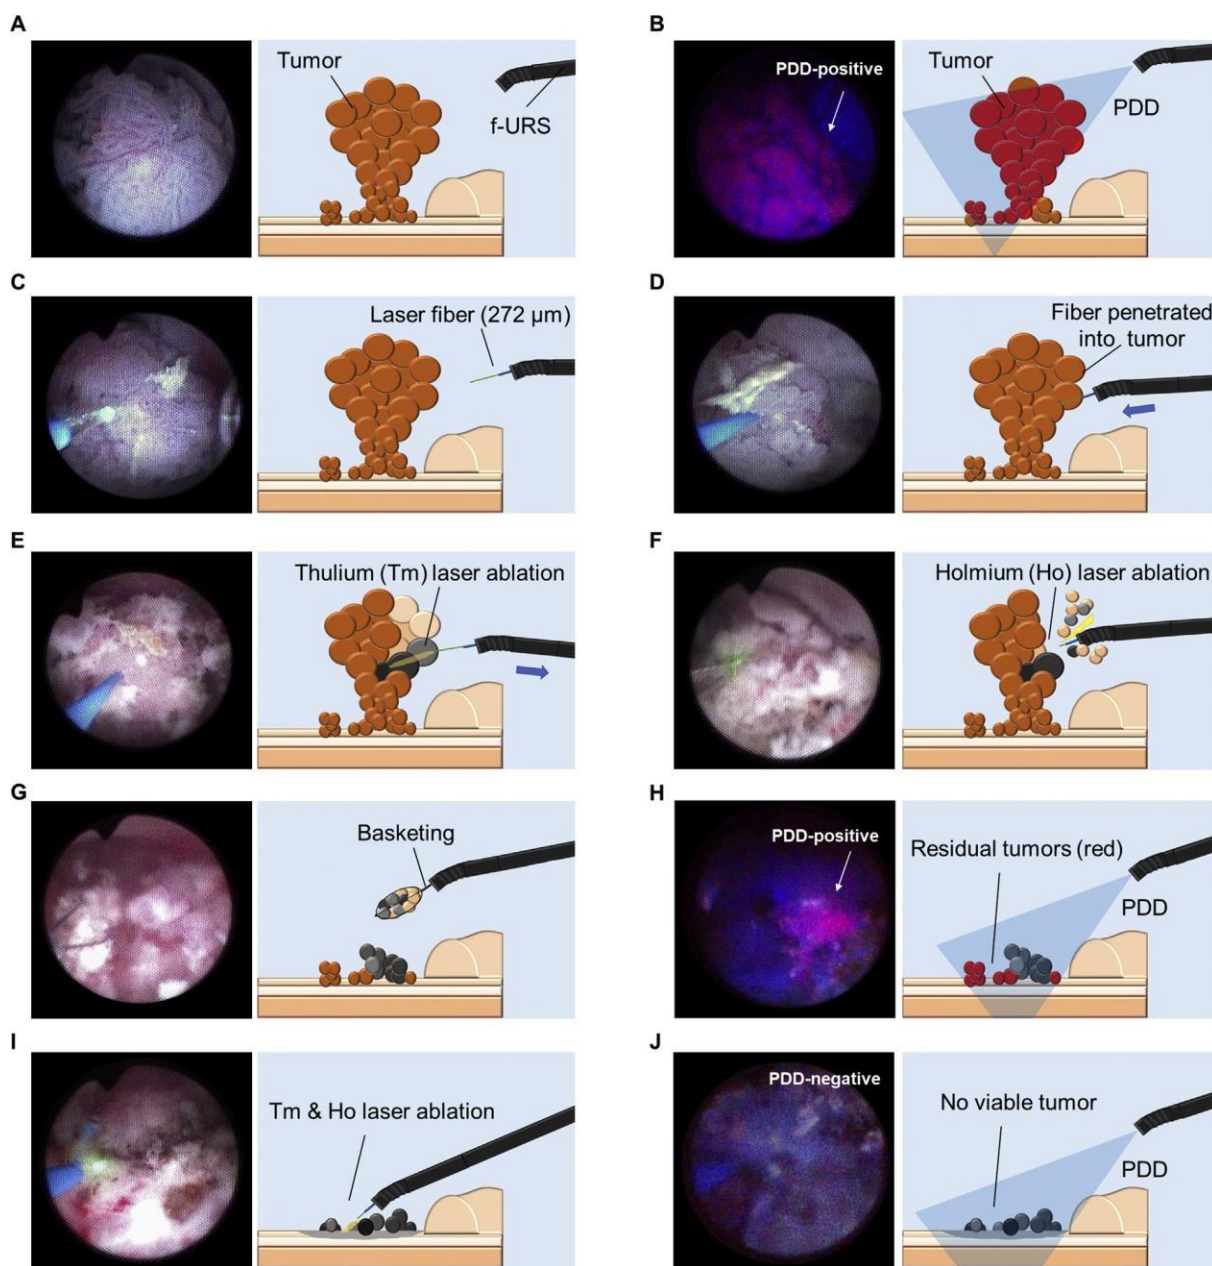 A
Tumor
f-URS
B
PDD-positive
Tumor
PDD
C
Laser fiber (272 µm)
D
Fiber penetrated
into tumor
E
Thulium (Tm) laser ablation
F
Holmium (Ho) laser ablation
G
Basketing
H
PDD-positive
Residual tumors (red)
PDD
I
Tm & Ho laser ablation
J
PDD-negative
No viable tumor
PDD